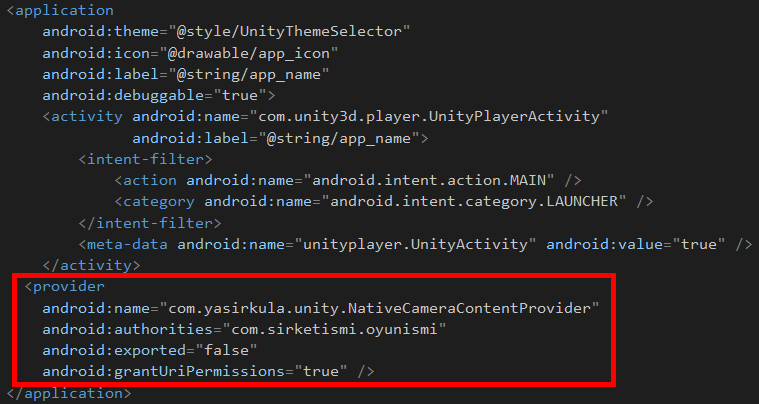 <application
android:theme="@style/UnityThemeSelector"
android:icon="@drawable/app_icon"
android:label="@string/app_name"
android:debuggable="true">
<activity android:name="com.unity3d.player.UnityPlayerActivity"
android:label="@string/app_name">
<intent-filter>
<action android:name="android.intent.action.MAIN" />
<category android:name="android.intent.category.LAUNCHER" />
</intent-filter>
<meta-data android:name="unityplayer.UnityActivity" android:value="true" />
</activity>
<provider
android:name="com.yasirkula.unity.NativeCameraContentProvider"
android:authorities="com.sirketismi.oyunismi"
android:exported="false"
android:grantUriPermissions="true" />
</application>